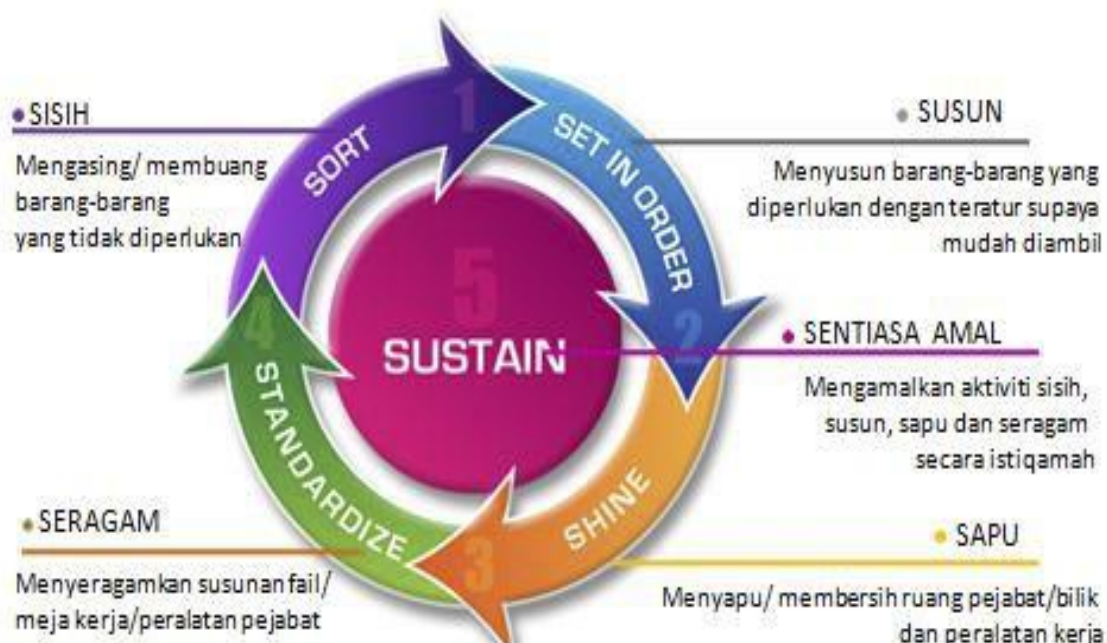 • SISIH
Mengasing/ membuang
barang-barang
yang tidak diperlukan
SORT
1
SET IN ORDER
2
• SUSUN
Menyusun barang-barang yang
diperlukan dengan teratur supaya
mudah diambil
5
SUSTAIN
• SENTIASA AMAL
Mengamalkan aktiviti sisih,
susun, sapu dan seragam
secara istiqamah
4
STANDARDIZE
3
SHINE
• SERAGAM
Menyeragamkan susunan fail/
meja kerja/peralatan pejabat
• SAPU
Menyapu/ membersih ruang pejabat/bilik
dan peralatan kerja